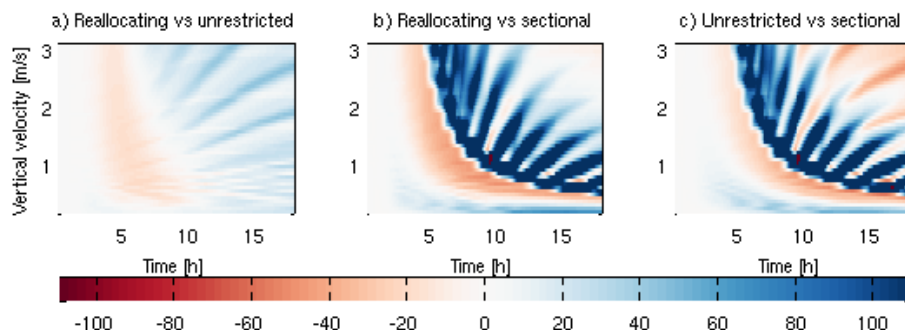 a) Reallocating vs unrestricted b) Reallocating vs sectional c) Unrestricted vs sectional
Vertical velocity [m/s]
3 3 3
2 2 2
1 1 1
5 10 15 5 10 15 5 10 15
Time [h] Time [h] Time [h]
-100 -80 -60 -40 -20 0 20 40 60 80 100